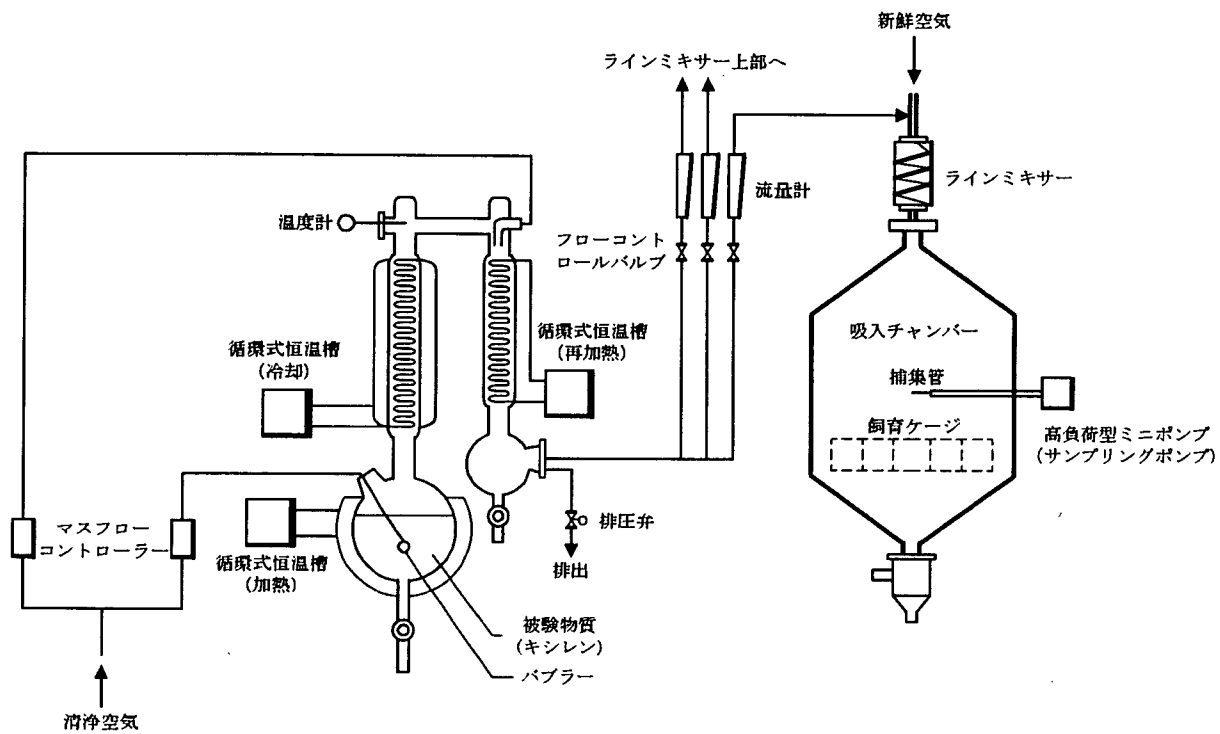 新鮮空気
ラインミキサー上部へ
ラインミキサー
流量計
温度計
フローコント
ロールバルブ
吸入チャンバー
循環式恒温槽
(再加熱)
循環式恒温槽
(冷却)
捕集管
飼育ケージ
高負荷型ミニポンプ
(サンプリングポンプ)
マスフロー
コントローラー
排圧弁
循環式恒温槽
(加熱)
排出
被験物質
(キシレン)
バブラー
清浄空気